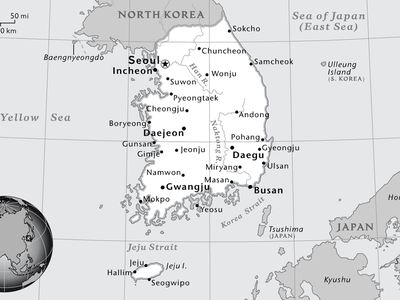 50 mi
50 km
NORTH KOREA
Sea of Japan
(East Sea)
Sokcho
Baengnyeongdo
Seoul
Chuncheon
Incheon
Han R.
Samcheok
Wonju
Suwon
Ulleung
Island
(S. KOREA)
Pyeongtaek
Cheongju
Yellow Sea
Boryeong
Andong
Daejeon
Naktong R.
Pohang
Gunsan
Jeonju
Gyeongju
Gimje
Daegu
Namwon
Miryang
Ulsan
Masan
Gwangju
Busan
Mokpo
Yeosu
Korea Strait
Tsushima
(JAPAN)
JAPAN
Jeju Strait
Jeju
Jeju I.
Hallim
Seogwipo
Kyushu